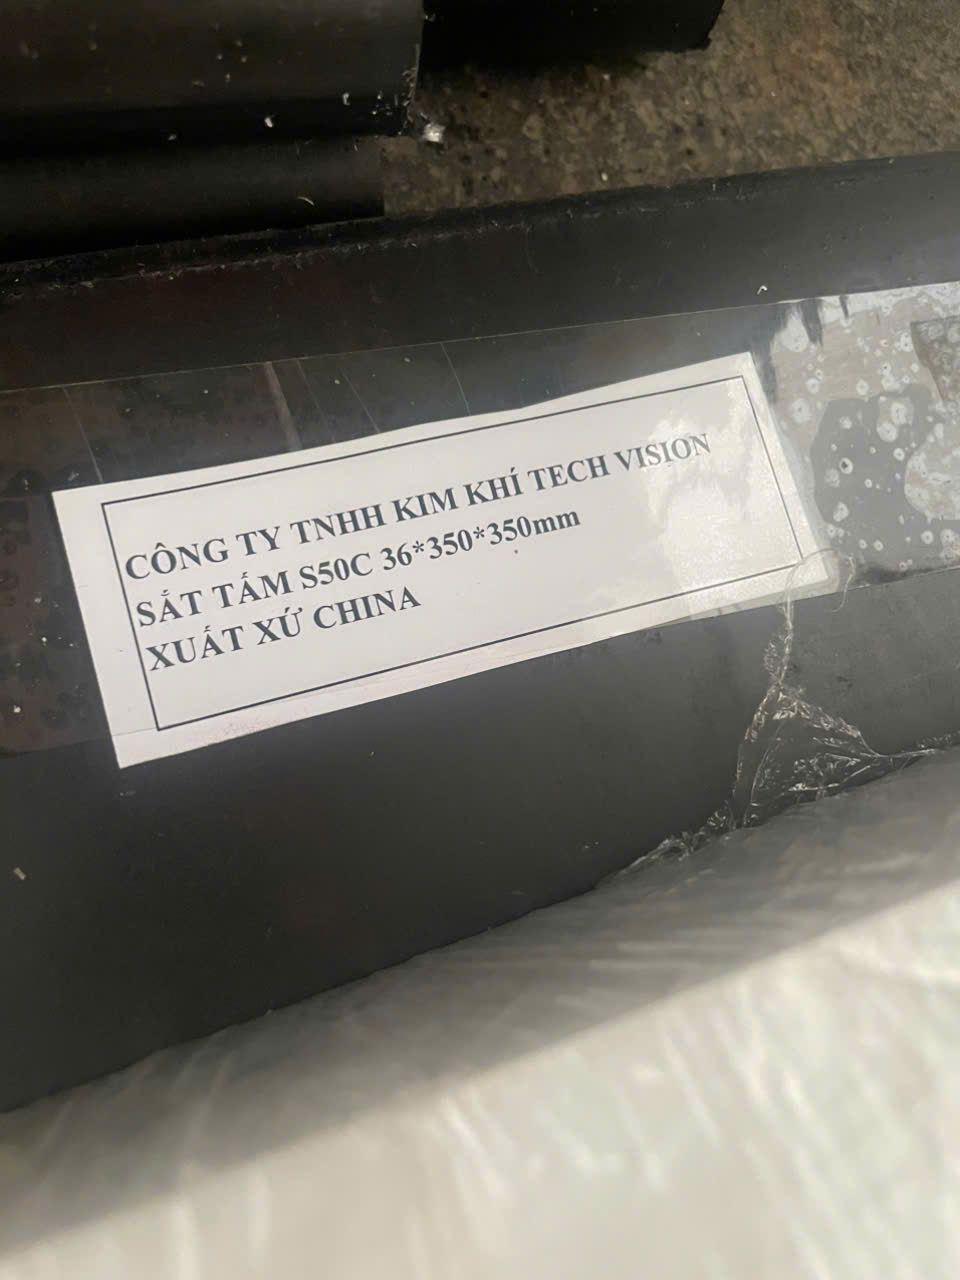 CÔNG TY TNHH KIM KHÍ TECH VISION
SẮT TẤM S50C 36*350*350mm
XUẤT XỨ CHINA